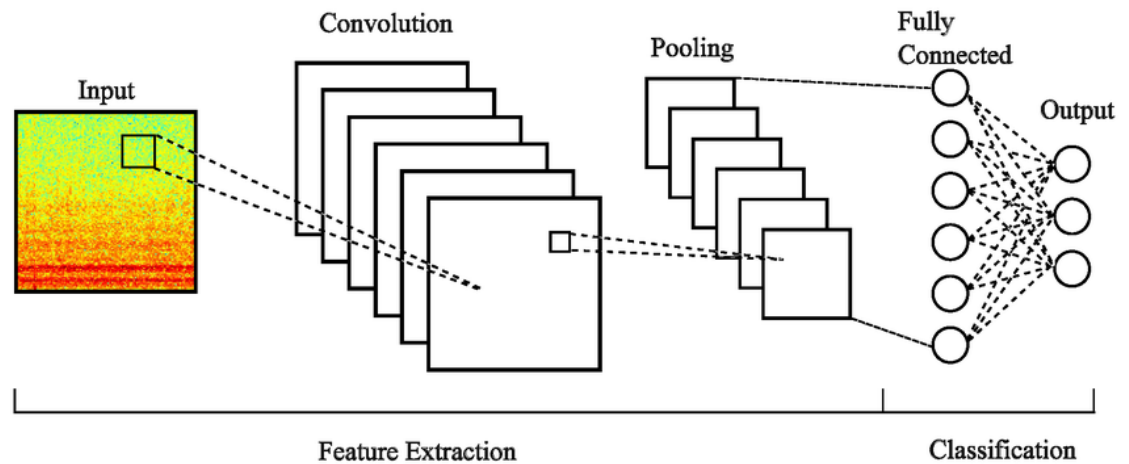 Input
Convolution
Pooling
Fully
Connected
Output
Feature Extraction
Classification